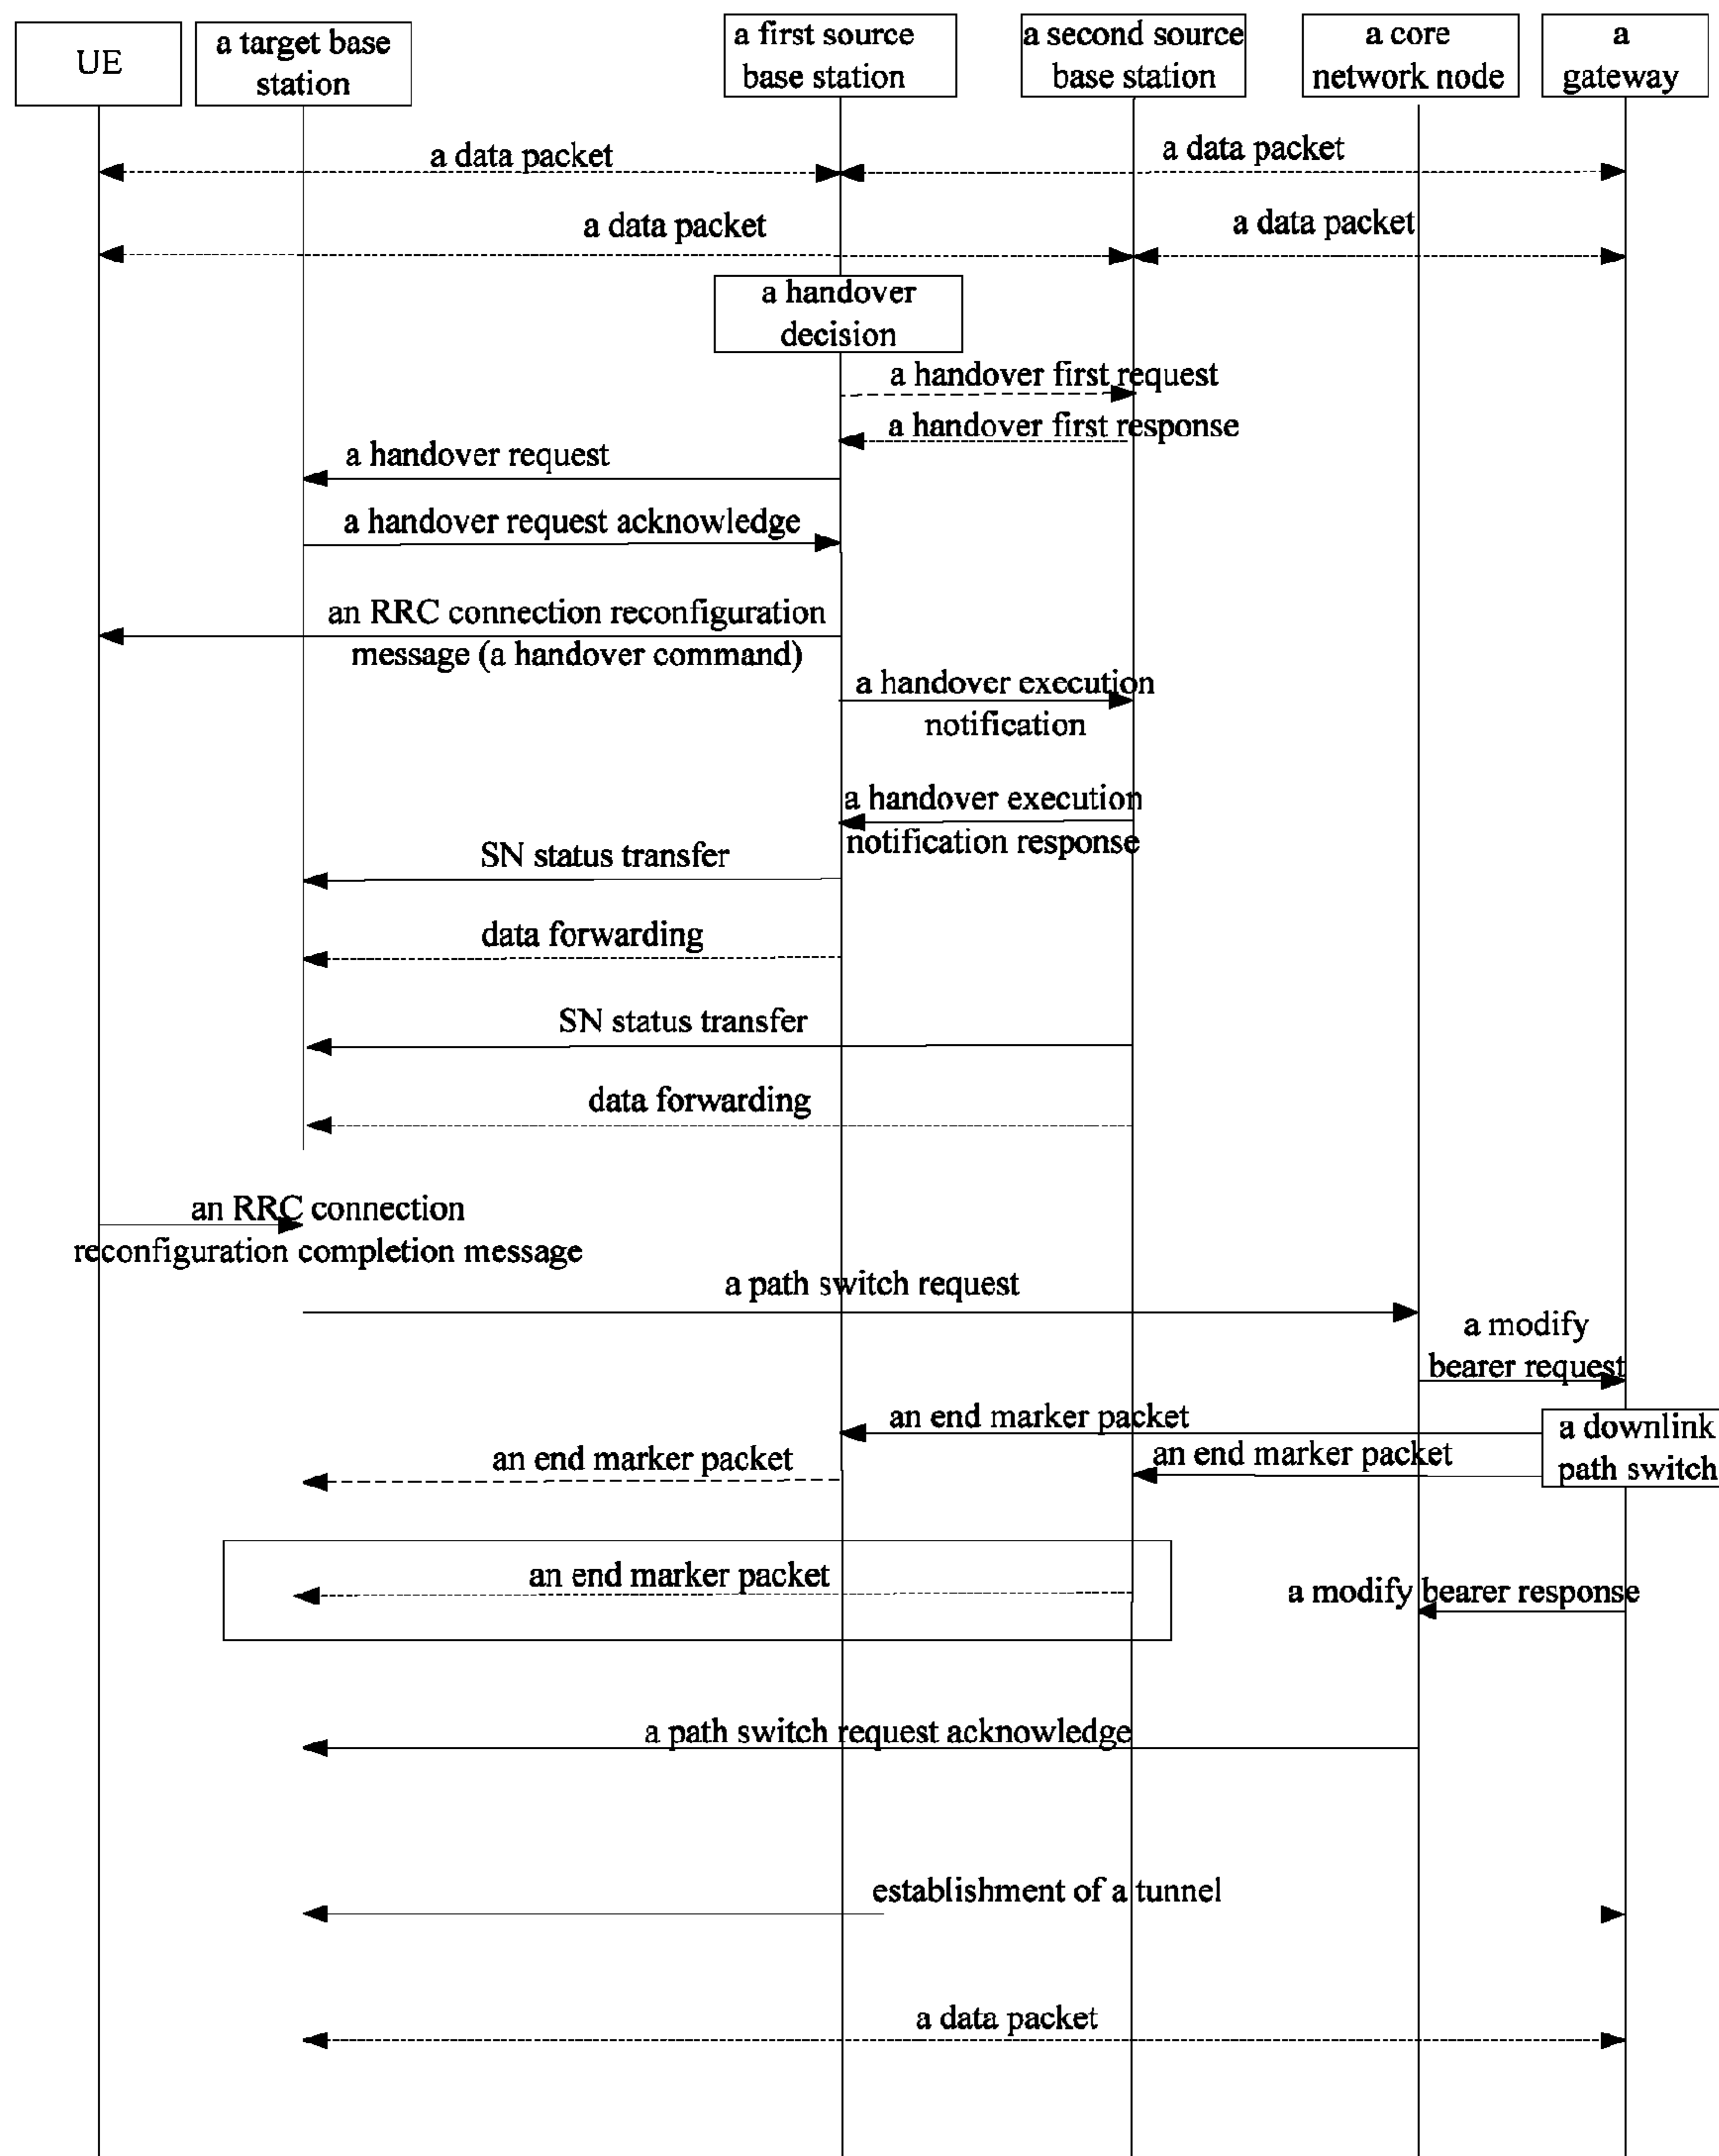 UE
a target base
station
a first source
base station
a second source
base station
a core
network node
a
gateway
a data packet
a data packet
a data packet
a data packet
a handover
decision
a handover first request
a handover first response
a handover request
a handover request acknowledge
an RRC connection reconfiguration
message (a handover command)
a handover execution
notification
a handover execution
notification response
SN status transfer
data forwarding
SN status transfer
data forwarding
an RRC connection
reconfiguration completion message
a path switch request
a modify
bearer request
an end marker packet
a downlink
path switch
an end marker packet
an end marker packet
an end marker packet
a modify bearer response
a path switch request acknowledge
establishment of a tunnel
a data packet